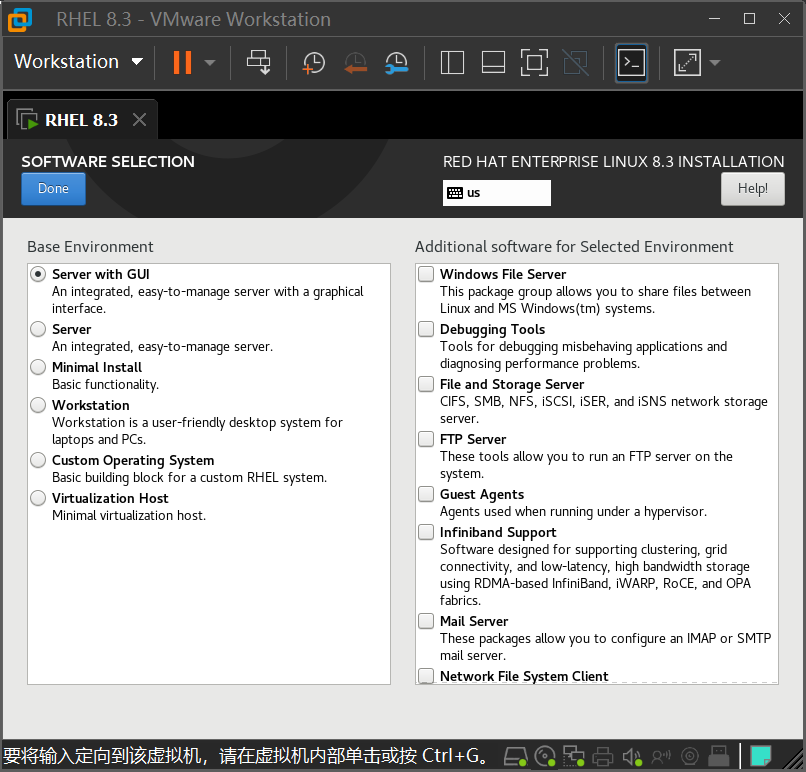 RHEL 8.3 - VMware Workstation
Workstation
RHEL 8.3
SOFTWARE SELECTION
Done
RED HAT ENTERPRISE LINUX 8.3 INSTALLATION
us
Help!
Base Environment
Server with GUI
An integrated, easy-to-manage server with a graphical
interface.
Server
An integrated, easy-to-manage server.
Minimal Install
Basic functionality.
Workstation
Workstation is a user-friendly desktop system for
laptops and PCs.
Custom Operating System
Basic building block for a custom RHEL system.
Virtualization Host
Minimal virtualization host.
Additional software for Selected Environment
Windows File Server
This package group allows you to share files between
Linux and MS Windows(tm) systems.
Debugging Tools
Tools for debugging misbehaving applications and
diagnosing performance problems.
File and Storage Server
CIFS, SMB, NFS, iSCSI, iSER, and iSNS network storage
server.
FTP Server
These tools allow you to run an FTP server on the
system.
Guest Agents
Agents used when running under a hypervisor.
Infiniband Support
Software designed for supporting clustering, grid
connectivity, and low-latency, high bandwidth storage
using RDMA-based InfiniBand, iWARP, RoCE, and OPA
fabrics.
Mail Server
These packages allow you to configure an IMAP or SMTP
mail server.
Network File System Client
要将输入定向到该虚拟机，请在虚拟机内部单击或按 Ctrl+G。